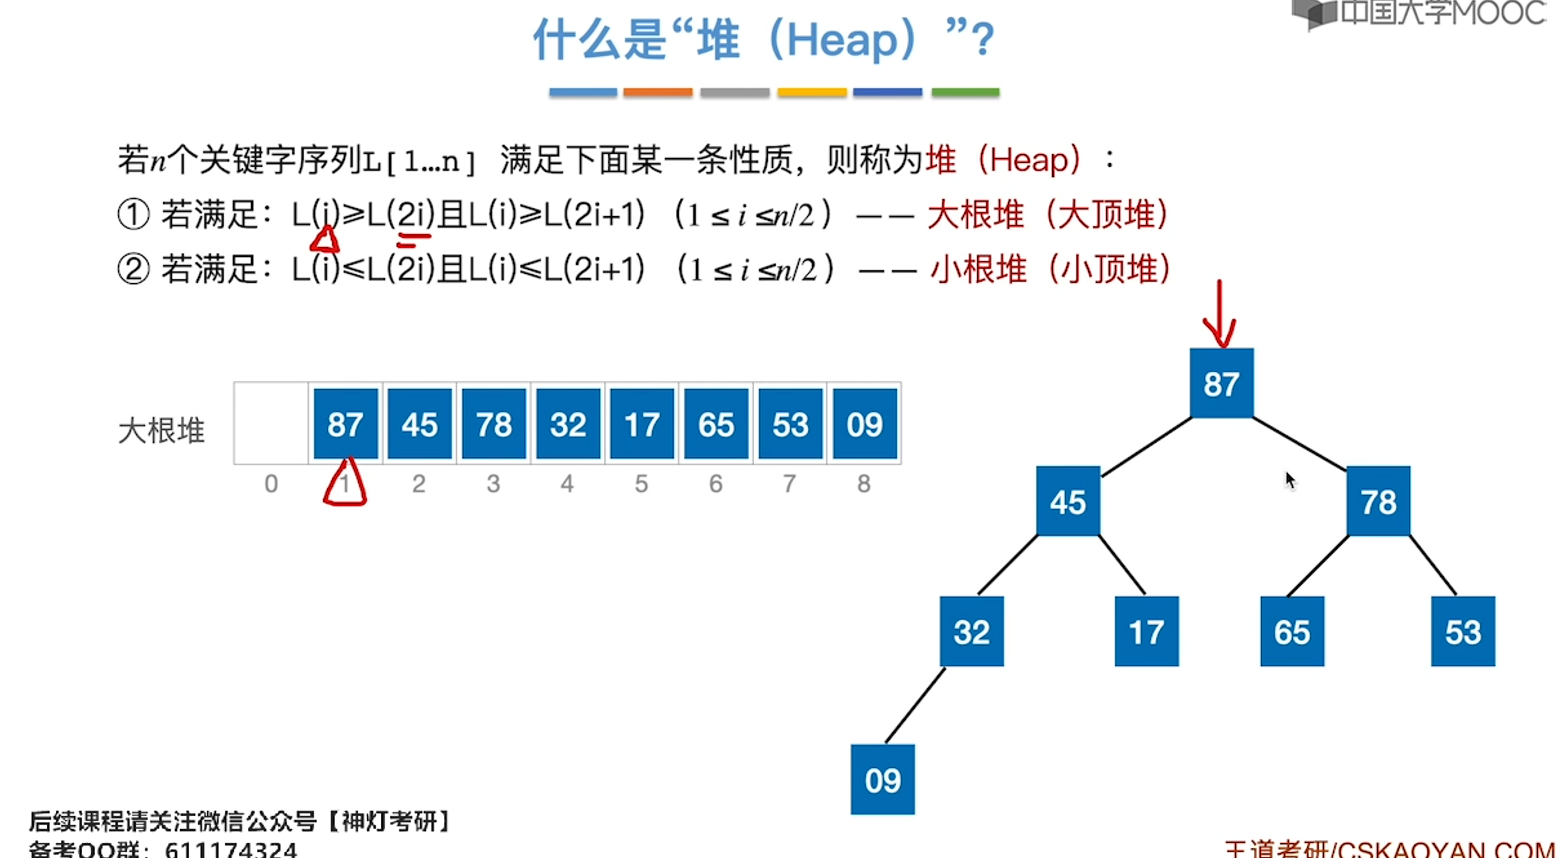 中国大学MOOC
什么是“堆（Heap）”？
若n个关键字序列L[1…n] 满足下面某一条性质，则称为堆（Heap）：
① 若满足：L(i)≥L(2i)且L(i)≥L(2i+1) （1 ≤ i ≤n/2 ） —— 大根堆（大顶堆）
② 若满足：L(i)≤L(2i)且L(i)≤L(2i+1) （1 ≤ i ≤n/2 ） —— 小根堆（小顶堆）
大根堆
87 45 78 32 17 65 53 09
0 1 2 3 4 5 6 7 8
87
45 78
32 17 65 53
09
后续课程请关注微信公众号【神灯考研】
备考QQ群：611174324
王道考研/CSKAOYAN.COM